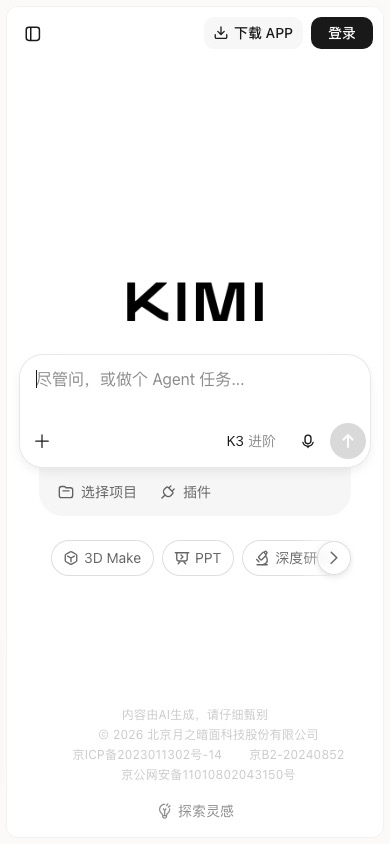 下载 APP
登录
KIMI
尽管问，或做个 Agent 任务...
K3 进阶
选择项目
插件
3D Make
PPT
深度研
内容由AI生成，请仔细甄别
© 2026 北京月之暗面科技股份有限公司
京ICP备2023011302号-14 京B2-20240852
京公网安备11010802043150号
探索灵感